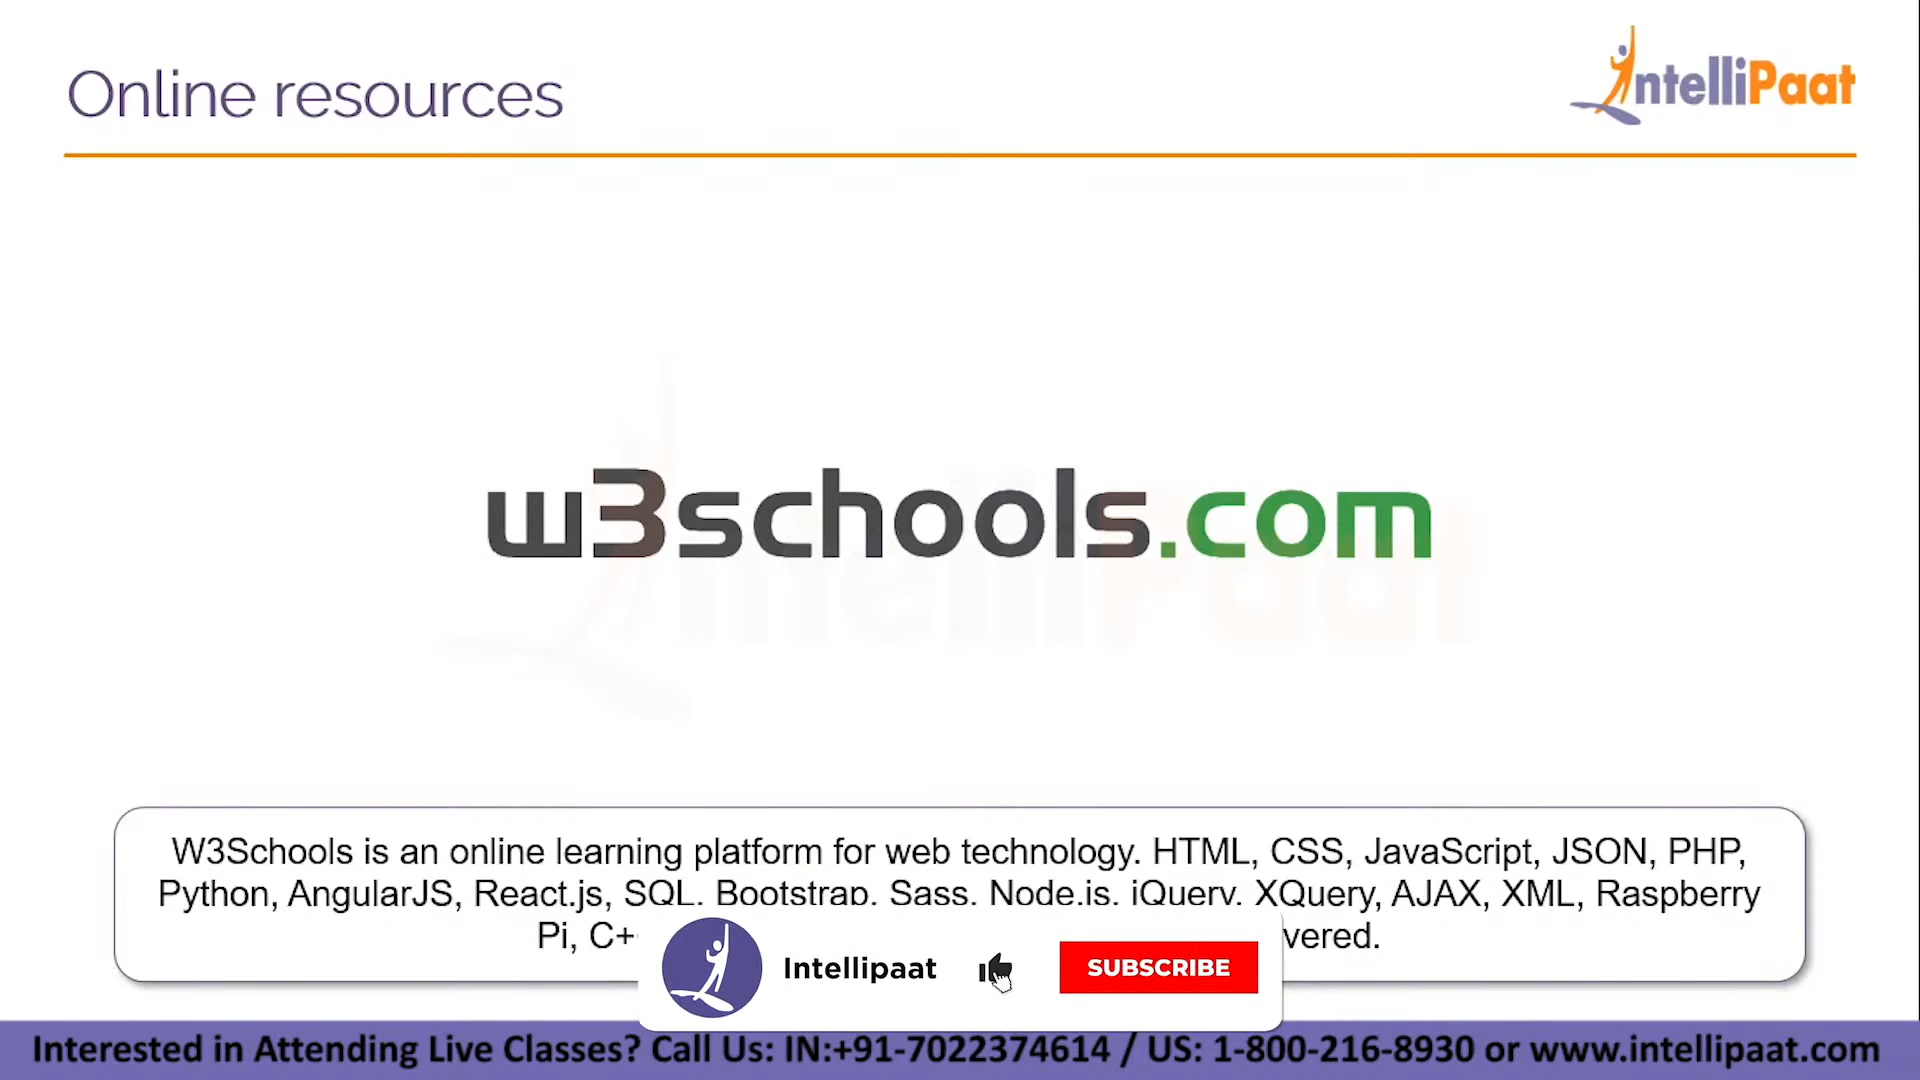 Online resources
IntelliPaat
w3schools.com
IntelliPaat
W3Schools is an online learning platform for web technology. HTML, CSS, JavaScript, JSON, PHP,
Python, AngularJS, React.js, SQL, Bootstrap, Sass, Node.js, jQuery, XQuery, AJAX, XML, Raspberry
Pi, C+ vered.
Intellipaat
SUBSCRIBE
Interested in Attending Live Classes? Call Us: IN:+91-7022374614 / US: 1-800-216-8930 or www.intellipaat.com